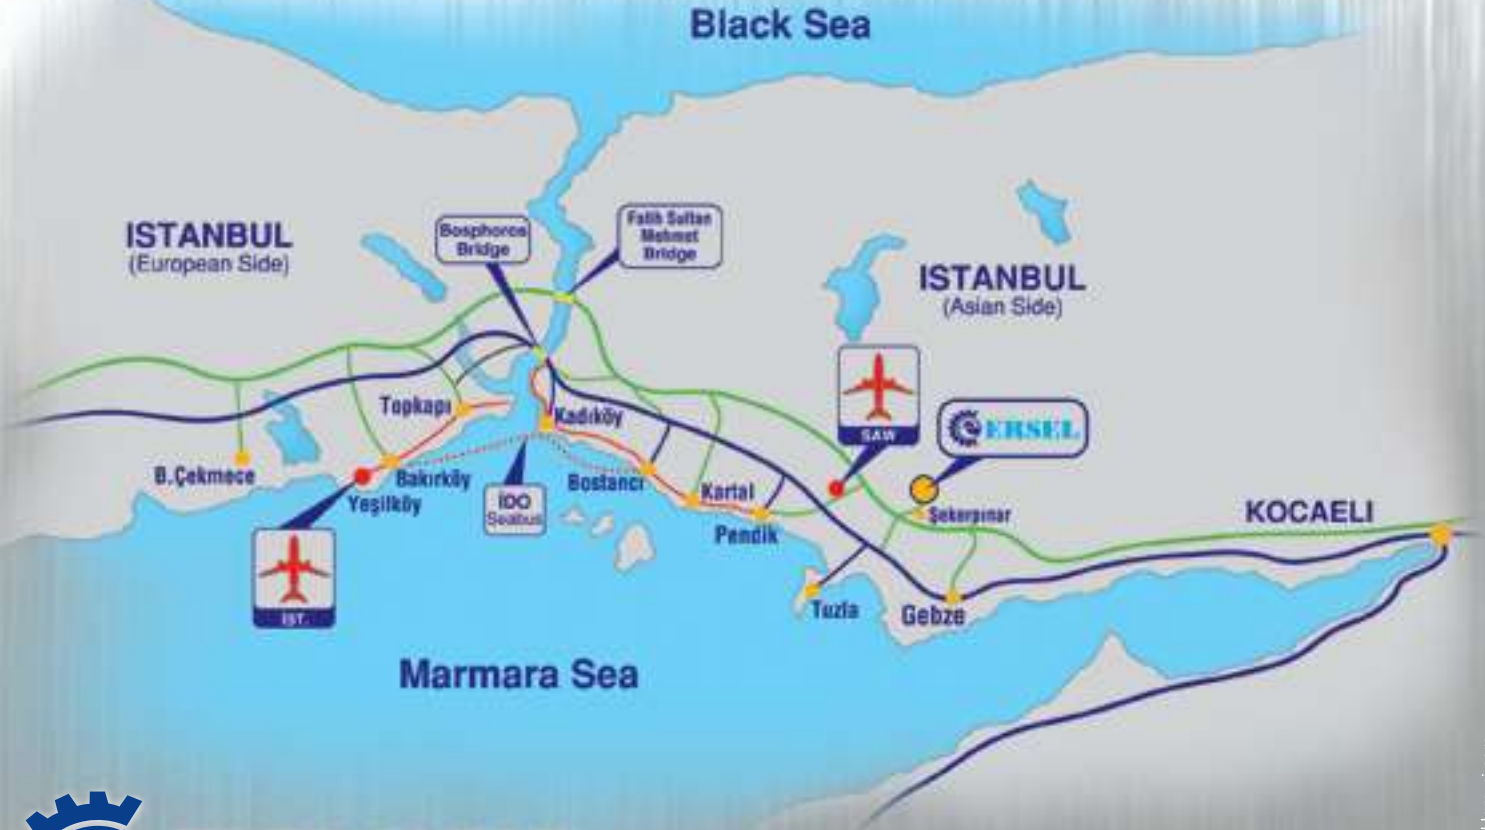 Black Sea
ISTANBUL
(European Side)
Bosphoros
Bridge
Fatih Sultan
Mehmet
Bridge
ISTANBUL
(Asian Side)
SAW
ERSEL
Topkapı
Kadıköy
B.Çekmece
Bakırköy
Yeşilköy
İDO
Seabus
Bostancı
Kartal
Pendik
Şekerpınar
KOCAELI
IST
Tuzla
Gebze
Marmara Sea